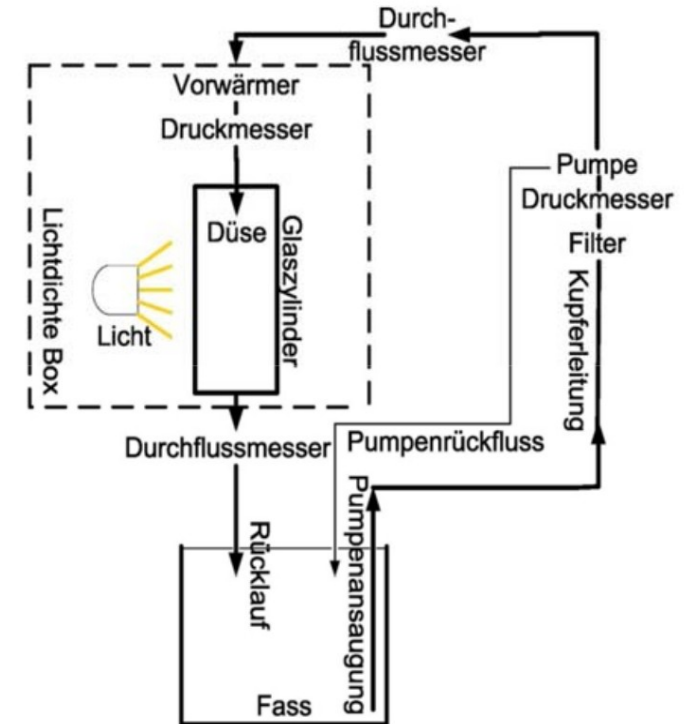 Durch-
flussmesser
Vorwärmer
Druckmesser
Pumpe
Druckmesser
Filter
Kupferleitung
Düse
Glaszylinder
Licht
Lichtdichte Box
Durchflussmesser
Pumpenrückfluss
Pumpenansaugung
Rücklauf
Fass